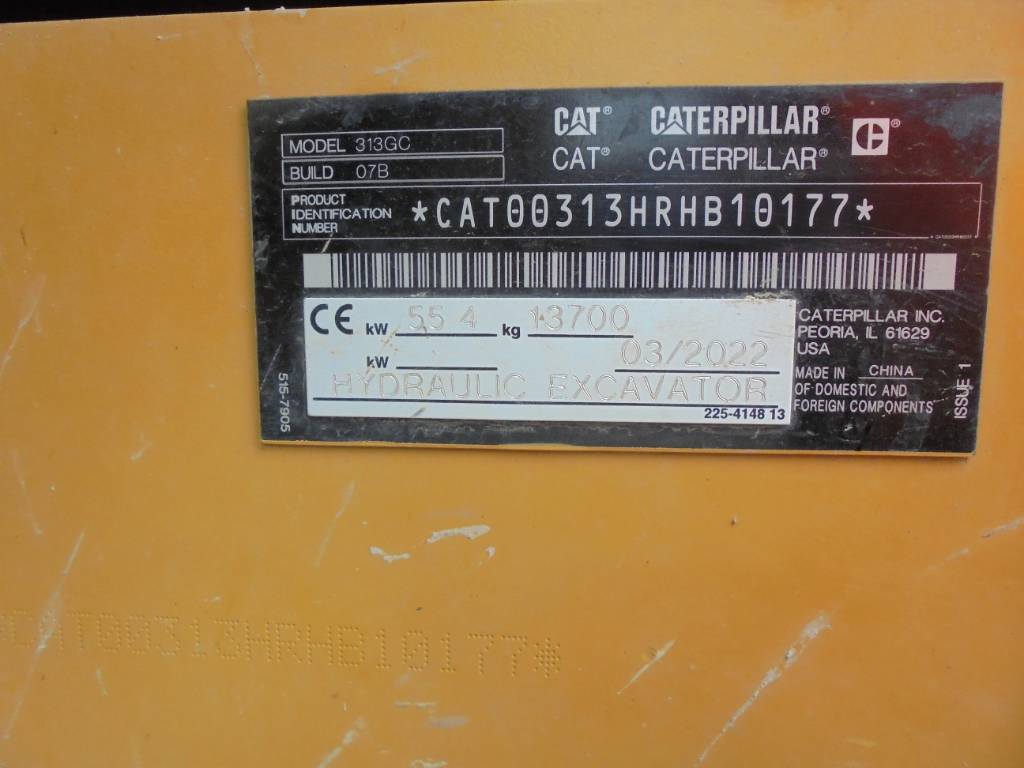 MODEL 313GC
BUILD 07B
CAT® CATERPILLAR® ®
CAT® CATERPILLAR®
PRODUCT
IDENTIFICATION
NUMBER
*CAT00313HRHB10177*
CE kW 55 4 kg 13700
kW 03/2022
HYDRAULIC EXCAVATOR
225-4148 13
515-7905
CATERPILLAR INC.
PEORIA, IL 61629
USA
MADE IN CHINA
OF DOMESTIC AND
FOREIGN COMPONENTS
ISSUE 1
CAT00313HRHB10177*